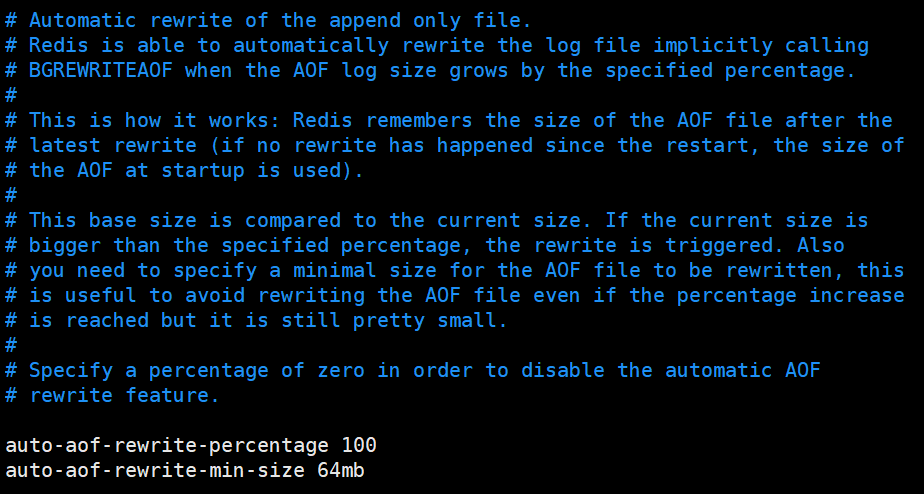 # Automatic rewrite of the append only file.
# Redis is able to automatically rewrite the log file implicitly calling
# BGREWRITEAOF when the AOF log size grows by the specified percentage.
#
# This is how it works: Redis remembers the size of the AOF file after the
# latest rewrite (if no rewrite has happened since the restart, the size of
# the AOF at startup is used).
#
# This base size is compared to the current size. If the current size is
# bigger than the specified percentage, the rewrite is triggered. Also
# you need to specify a minimal size for the AOF file to be rewritten, this
# is useful to avoid rewriting the AOF file even if the percentage increase
# is reached but it is still pretty small.
#
# Specify a percentage of zero in order to disable the automatic AOF
# rewrite feature.

auto-aof-rewrite-percentage 100
auto-aof-rewrite-min-size 64mb